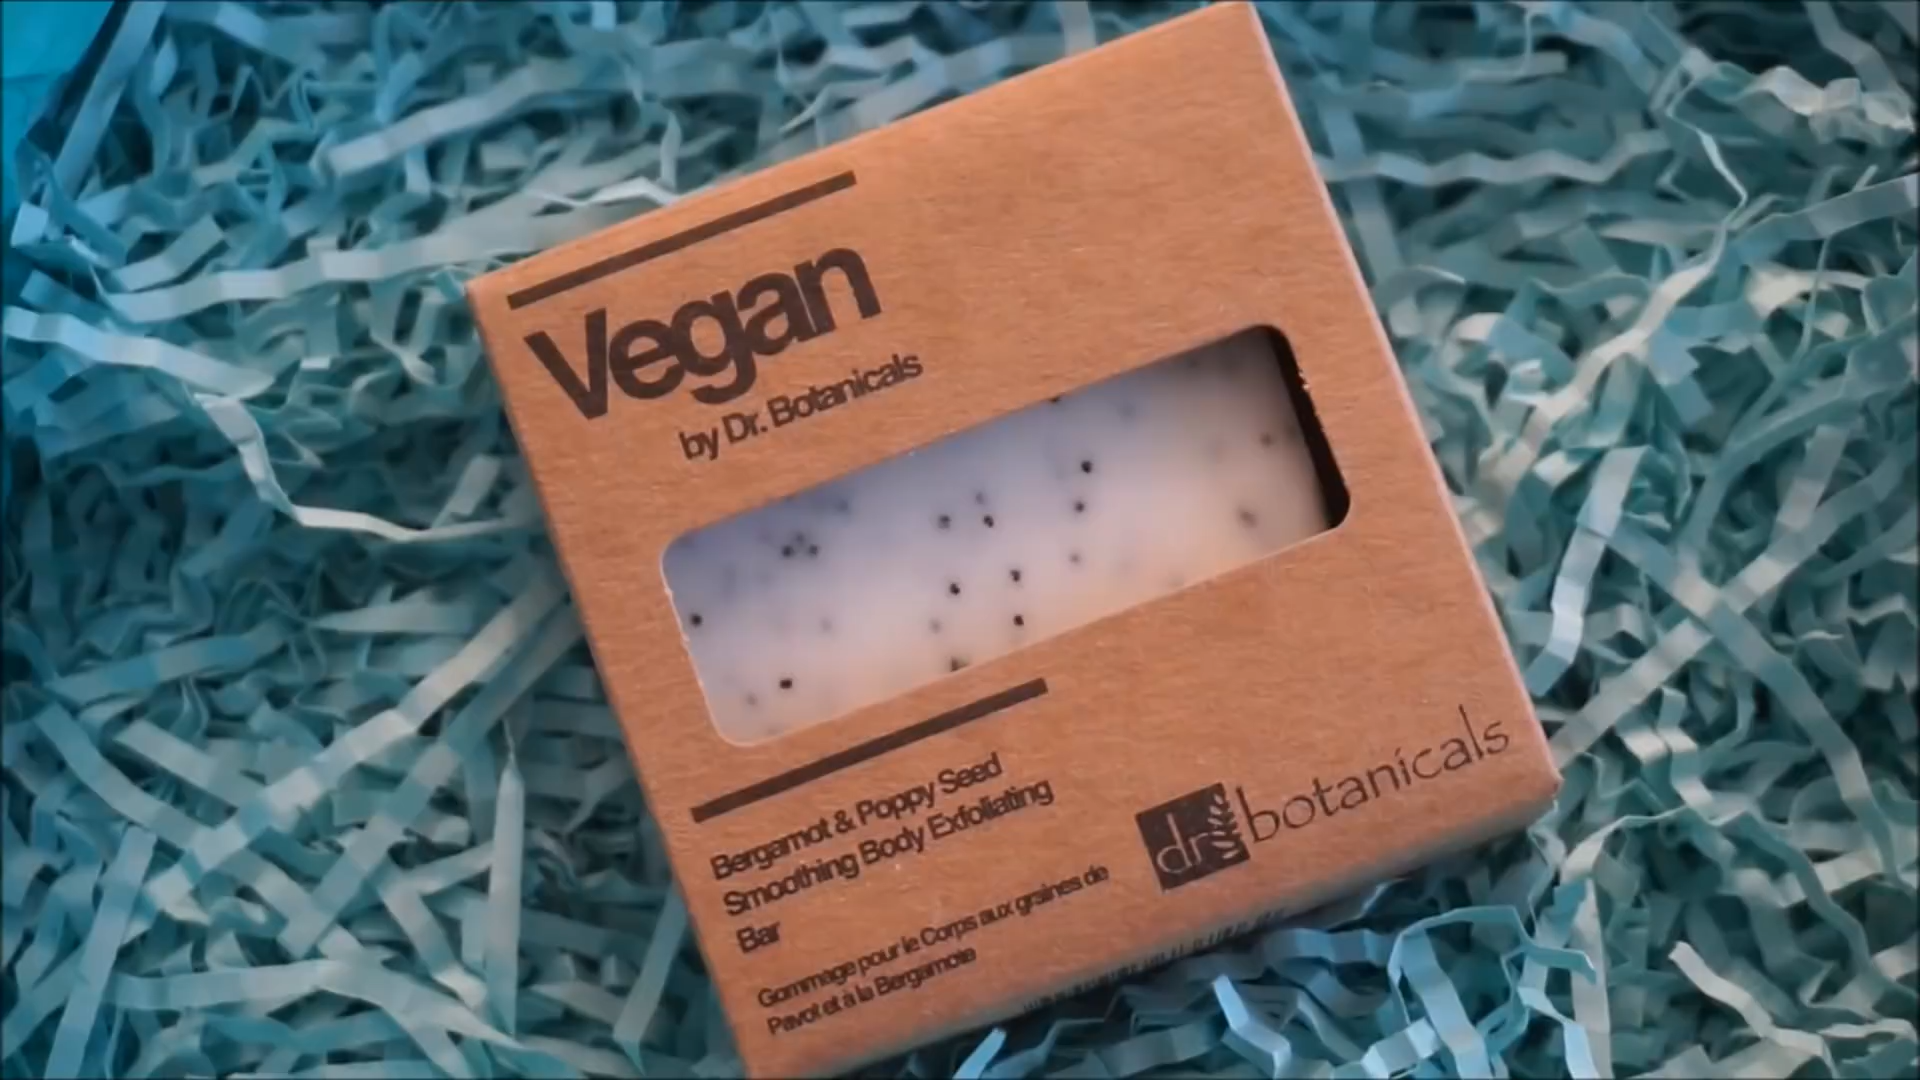 Vegan
by Dr. Botanicals
Bergamot & Poppy Seed
Smoothing Body Exfoliating
Bar
Gommage pour le Corps aux graines de
Pavot et à la Bergamote
dr botanicals